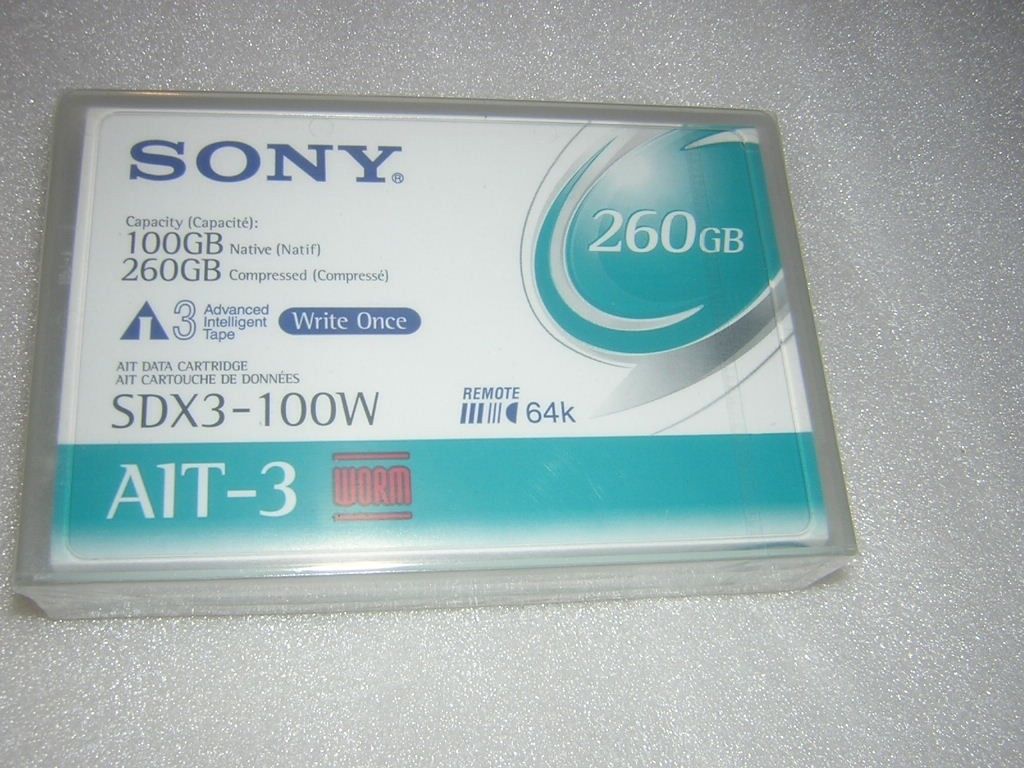 SONY®
260GB
Capacity (Capacité):
100GB Native (Natif)
260GB Compressed (Compressé)
AI 3 Advanced
Intelligent
Tape
Write Once
AIT DATA CARTRIDGE
AIT CARTOUCHE DE DONNÉES
SDX3-100W
REMOTE
64k
AIT-3 WORM